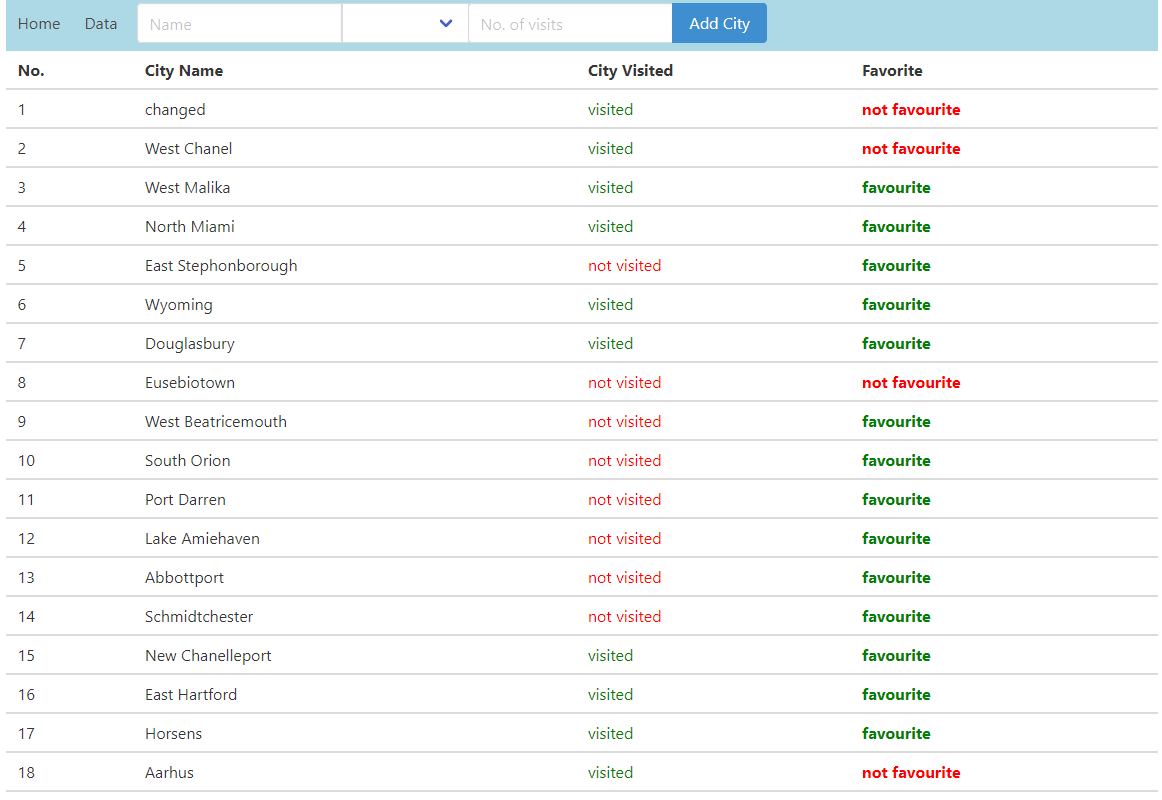 Home Data Name No. of visits Add City
No. City Name City Visited Favorite
1 changed visited not favourite
2 West Chanel visited not favourite
3 West Malika visited favourite
4 North Miami visited favourite
5 East Stephonborough not visited favourite
6 Wyoming visited favourite
7 Douglasbury visited favourite
8 Eusebiotown not visited not favourite
9 West Beatricemouth not visited favourite
10 South Orion not visited favourite
11 Port Darren not visited favourite
12 Lake Amiehaven not visited favourite
13 Abbottport not visited favourite
14 Schmidtchester not visited favourite
15 New Chanelleport visited favourite
16 East Hartford visited favourite
17 Horsens visited favourite
18 Aarhus visited not favourite